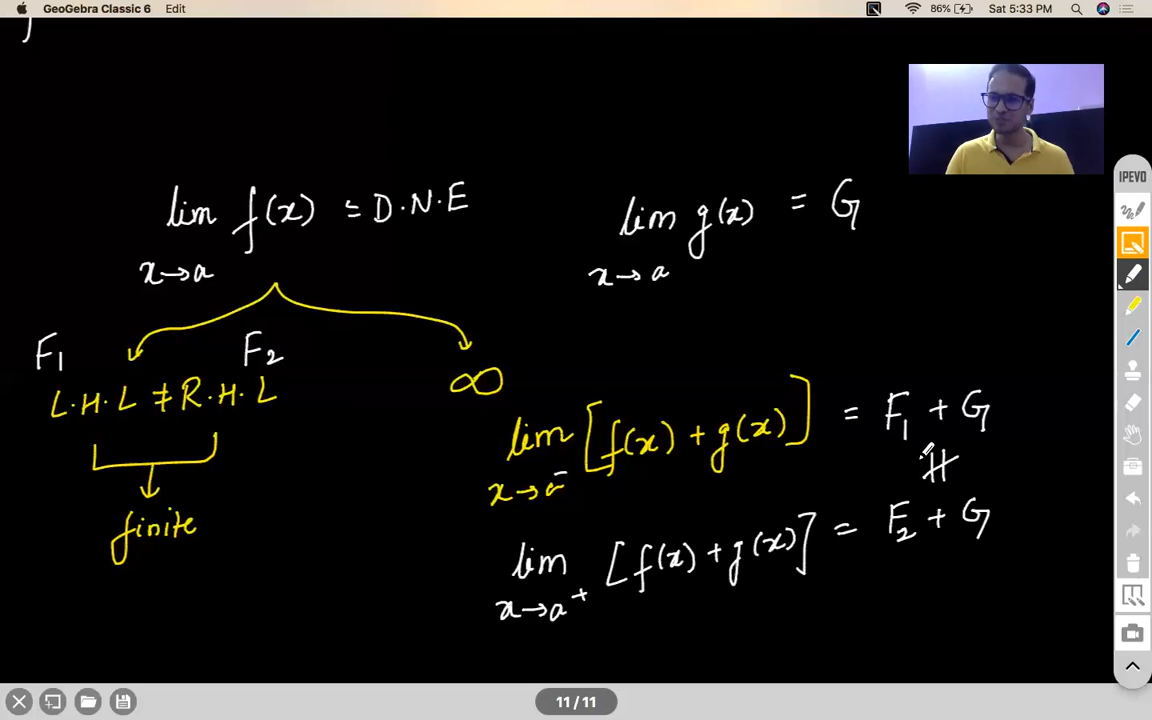 GeoGebra Classic 6 Edit 86% Sat 5:33 PM
IPEVO
lim f(x) = D.N.E
x→a
lim g(x) = G
x→a
F₁ F₂
L.H.L ≠ R.H.L
∞
finite
lim [f(x) + g(x)] = F₁ + G
x→a⁻
lim [f(x) + g(x)] = F₂ + G
x→a⁺
11/11